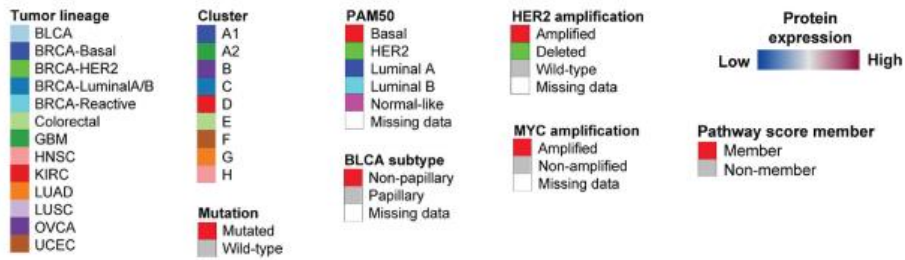 Tumor lineage
BLCA
BRCA-Basal
BRCA-HER2
BRCA-LuminalA/B
BRCA-Reactive
Colorectal
GBM
HNSC
KIRC
LUAD
LUSC
OVCA
UCEC
Cluster
A1
A2
B
C
D
E
F
G
H
Mutation
Mutated
Wild-type
PAM50
Basal
HER2
Luminal A
Luminal B
Normal-like
Missing data
BLCA subtype
Non-papillary
Papillary
Missing data
HER2 amplification
Amplified
Deleted
Wild-type
Missing data
MYC amplification
Amplified
Non-amplified
Missing data
Protein
expression
Low High
Pathway score member
Member
Non-member